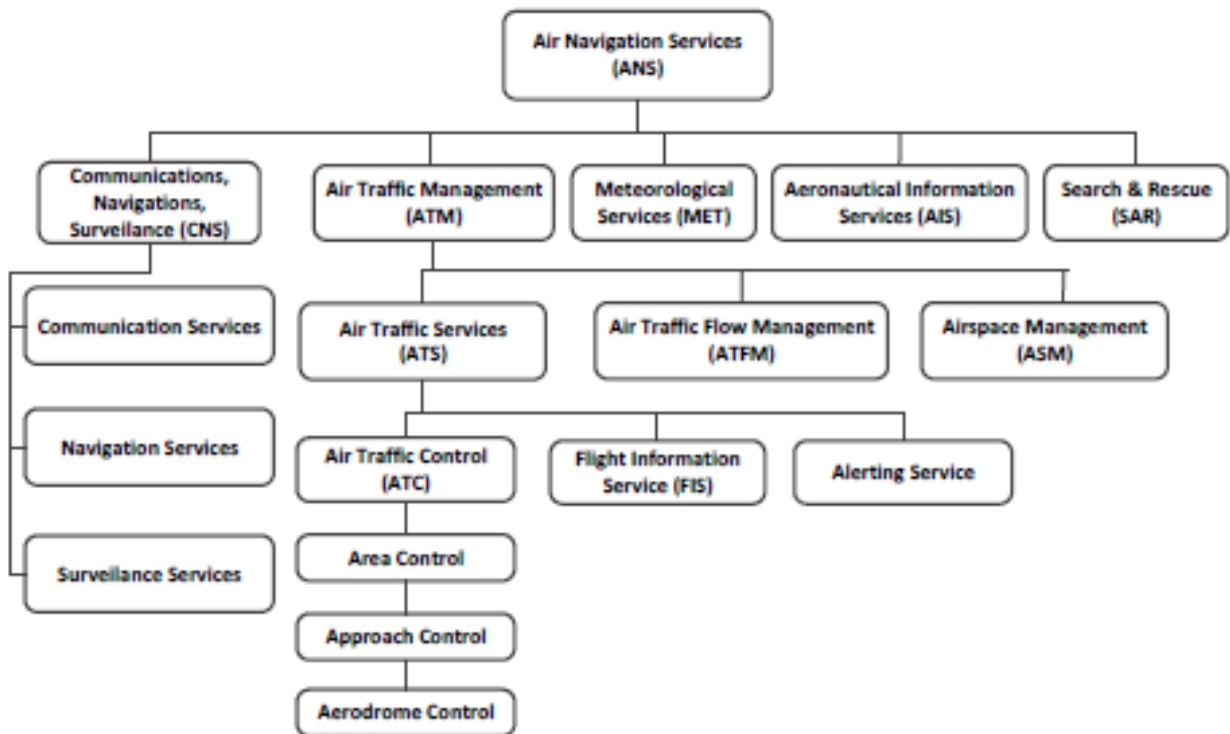 Air Navigation Services
(ANS)
Communications,
Navigations,
Surveilance (CNS)
Air Traffic Management
(ATM)
Meteorological
Services (MET)
Aeronautical Information
Services (AIS)
Search & Rescue
(SAR)
Communication Services
Air Traffic Services
(ATS)
Air Traffic Flow Management
(ATFM)
Airspace Management
(ASM)
Navigation Services
Air Traffic Control
(ATC)
Flight Information
Service (FIS)
Alerting Service
Surveilance Services
Area Control
Approach Control
Aerodrome Control